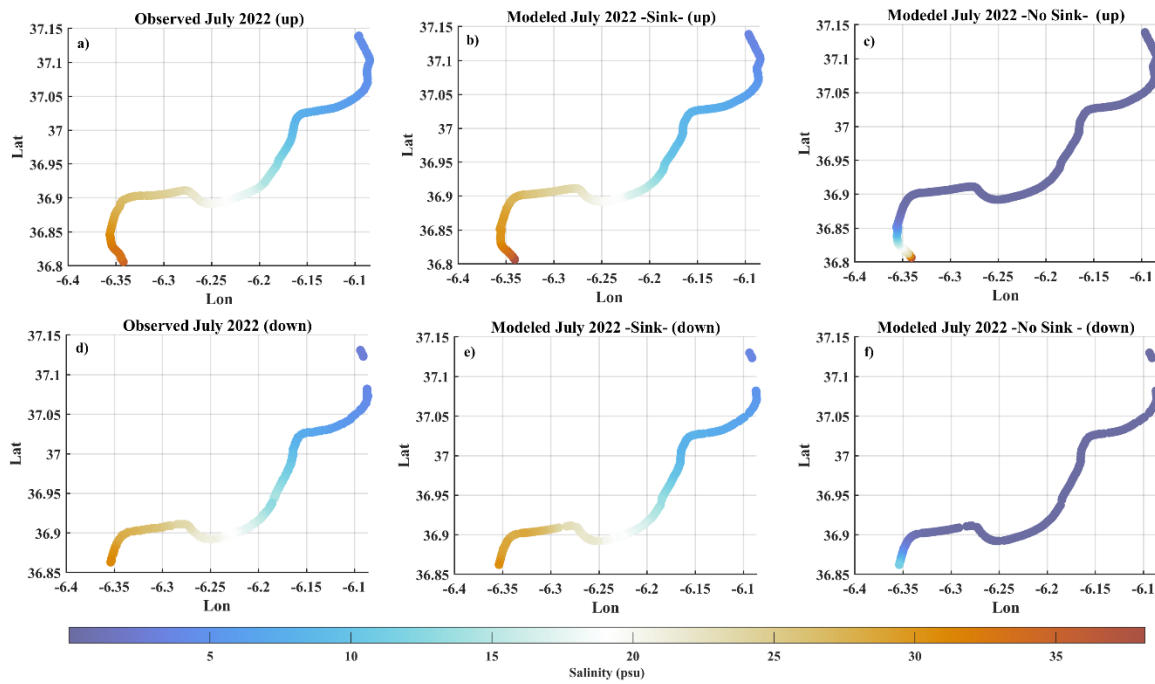 Observed July 2022 (up)
a)
37.15
37.1
37.05
37
36.95
36.9
36.85
36.8
Lat
-6.4 -6.35 -6.3 -6.25 -6.2 -6.15 -6.1
Lon
Modeled July 2022 -Sink- (up)
b)
37.15
37.1
37.05
37
36.95
36.9
36.85
36.8
Lat
-6.4 -6.35 -6.3 -6.25 -6.2 -6.15 -6.1
Lon
Modedel July 2022 -No Sink- (up)
c)
37.15
37.1
37.05
37
36.95
36.9
36.85
36.8
Lat
-6.4 -6.35 -6.3 -6.25 -6.2 -6.15 -6.1
Lon
Observed July 2022 (down)
d)
37.15
37.1
37.05
37
36.95
36.9
36.85
Lat
-6.4 -6.35 -6.3 -6.25 -6.2 -6.15 -6.1
Lon
Modeled July 2022 -Sink- (down)
e)
37.15
37.1
37.05
37
36.95
36.9
36.85
Lat
-6.4 -6.35 -6.3 -6.25 -6.2 -6.15 -6.1
Lon
Modeled July 2022 -No Sink - (down)
f)
37.15
37.1
37.05
37
36.95
36.9
36.85
Lat
-6.4 -6.35 -6.3 -6.25 -6.2 -6.15 -6.1
Lon
5 10 15 20 25 30 35
Salinity (psu)